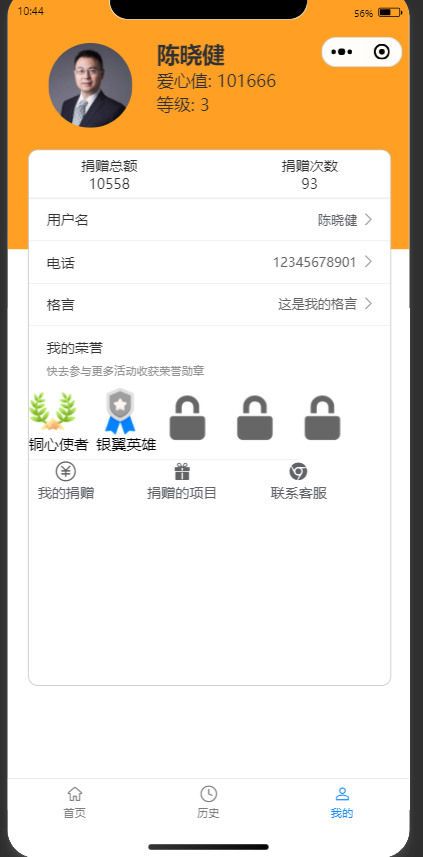 10:44
56%
陈晓健
爱心值: 101666
等级: 3
捐赠总额 捐赠次数
10558 93
用户名 陈晓健
电话 12345678901
格言 这是我的格言
我的荣誉
快去参与更多活动收获荣誉勋章
铜心使者 银翼英雄
我的捐赠 捐赠的项目 联系客服
首页 历史 我的